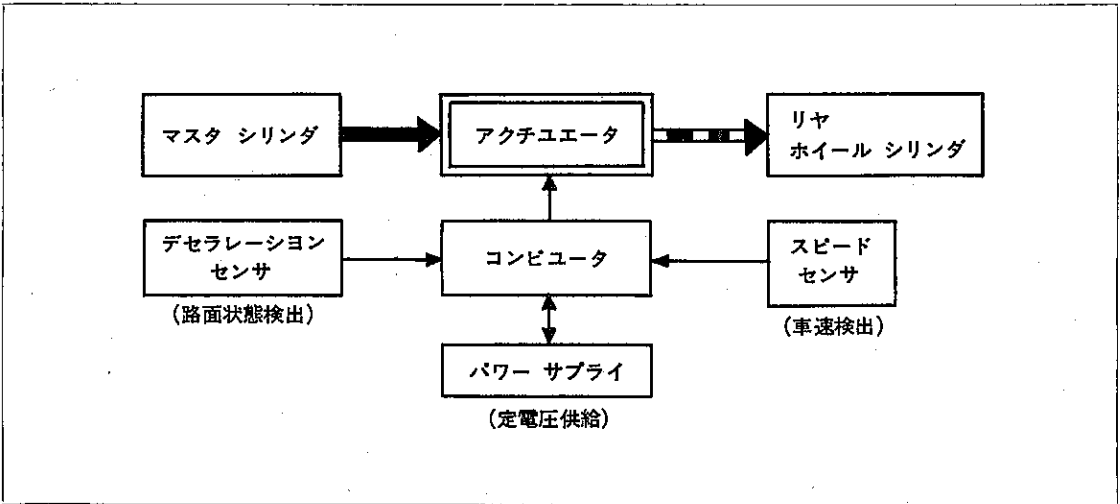 マスタ シリンダ
アクチユエータ
リヤ
ホイール シリンダ
デセラレーシヨン
センサ
(路面状態検出)
コンピユータ
スピード
センサ
(車速検出)
パワー サプライ
(定電圧供給)